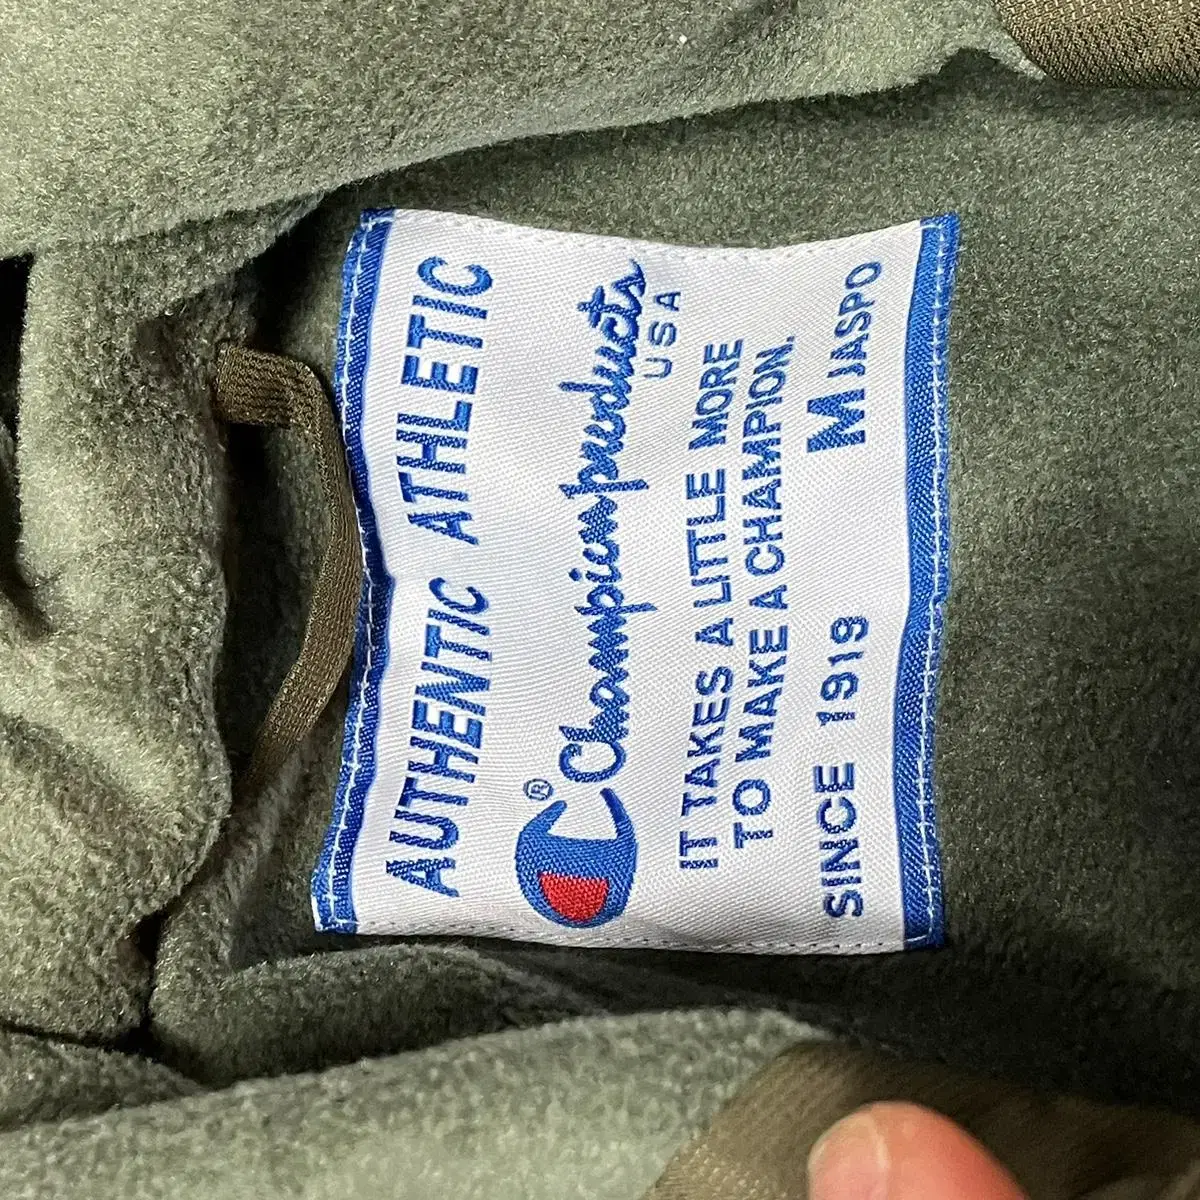 AUTHENTIC ATHLETIC
® Champion products
USA
IT TAKES A LITTLE MORE
TO MAKE A CHAMPION.
SINCE 1919 M JASPO